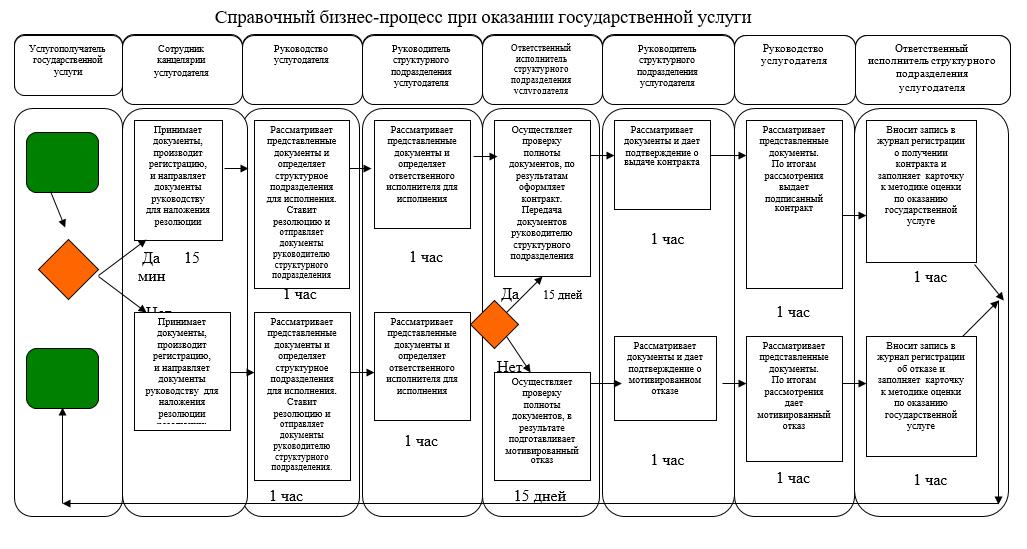 Справочный бизнес-процесс при оказании государственной услуги
Услугополучатель
государственной
услуги
Сотрудник
канцелярии
услугодателя
Руководство
услугодателя
Руководитель
структурного
подразделения
услугодателя
Ответственный
исполнитель
структурного
подразделения
услугодателя
Руководитель
структурного
подразделения
услугодателя
Руководство
услугодателя
Ответственный
исполнитель структурного
подразделения
услугодателя
Принимает
документы,
производит
регистрацию,
и направляет
документы
руководству
для наложения
резолюции
Да 15
мин
Рассматривает
представленные
документы и
определяет
структурное
подразделения
для исполнения.
Ставит
резолюцию и
отправляет
документы
руководителю
структурного
подразделения
1 час
Рассматривает
представленные
документы и
определяет
ответственного
исполнителя для
исполнения
1 час
Осуществляет
проверку
полноты
документов, по
результатам
оформляет
контракт.
Передача
документов
руководителю
структурного
подразделения
Да 15 дней
Рассматривает
документы и дает
подтверждение о
выдаче контракта
1 час
Рассматривает
представленные
документы.
По итогам
рассмотрения
выдает
подписанный
контракт
1 час
Вносит запись в
журнал регистрации
о получении
контракта и
заполняет карточку
к методике оценки
по оказанию
государственной
услуге
1 час
Нет
Принимает
документы,
производит
регистрацию,
и направляет
документы
руководству для
наложения
резолюции
Рассматривает
представленные
документы и
определяет
структурное
подразделения
для исполнения.
Ставит
резолюцию и
отправляет
документы
руководителю
структурного
подразделения.
1 час
Рассматривает
представленные
документы и
определяет
ответственного
исполнителя для
исполнения
1 час
Нет
Осуществляет
проверку
полноты
документов, в
результате
подготавливает
мотивированный
отказ
15 дней
Рассматривает
документы и дает
подтверждение о
мотивированном
отказе
1 час
Рассматривает
представленные
документы.
По итогам
рассмотрения
дает
мотивированный
отказ
1 час
Вносит запись в
журнал регистрации
об отказе и
заполняет карточку
к методике оценки
по оказанию
государственной
услуге
1 час